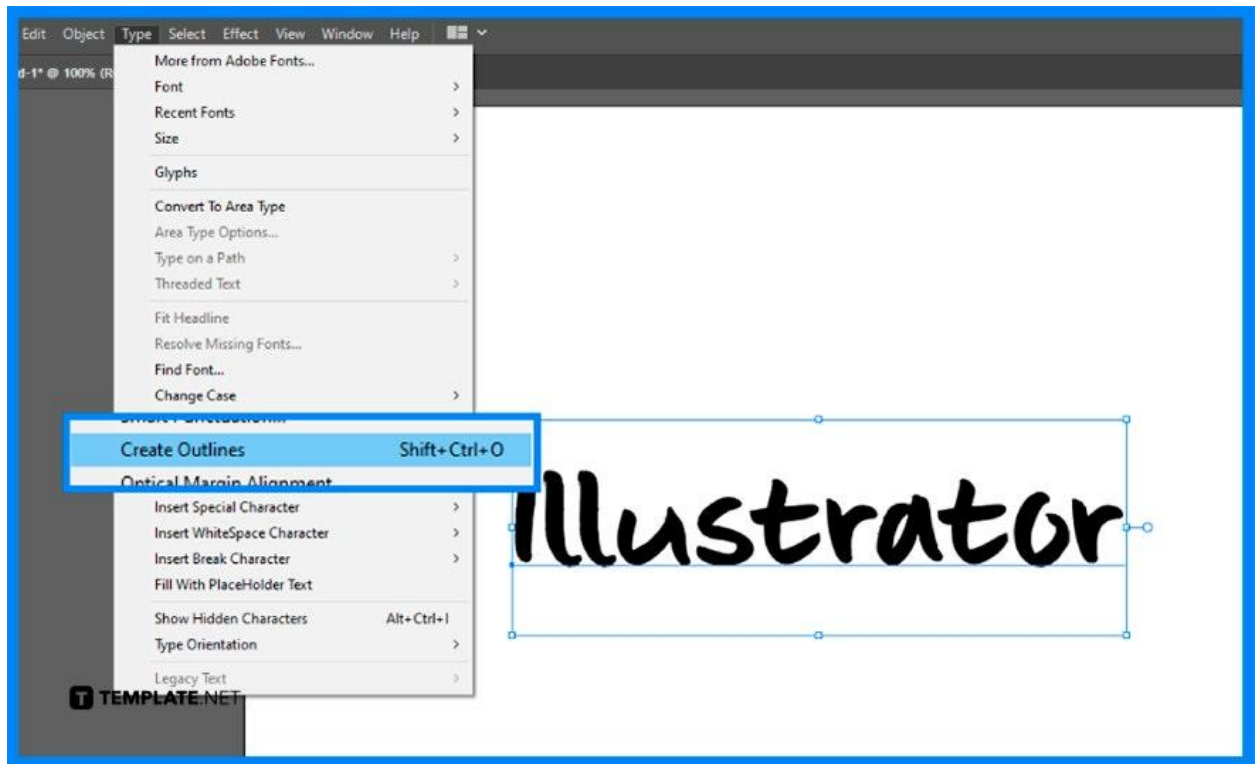 Edit Object Type Select Effect View Window Help
d-1* @ 100% (R
More from Adobe Fonts...
Font
Recent Fonts
Size
Glyphs
Convert To Area Type
Area Type Options...
Type on a Path
Threaded Text
Fit Headline
Resolve Missing Fonts...
Find Font...
Change Case
Smart Punctuation...
Create Outlines Shift+Ctrl+O
Optical Margin Alignment
Insert Special Character
Insert WhiteSpace Character
Insert Break Character
Fill With PlaceHolder Text
Show Hidden Characters Alt+Ctrl+I
Type Orientation
Legacy Text
Illustrator
T TEMPLATE.NET